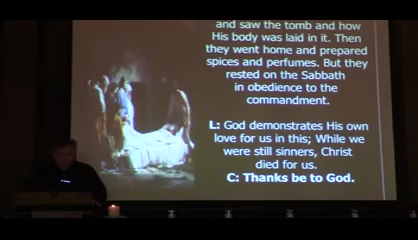 and saw the tomb and how
His body was laid in it. Then
they went home and prepared
spices and perfumes. But they
rested on the Sabbath
in obedience to the
commandment.
L: God demonstrates His own
love for us in this; While we
were still sinners, Christ
died for us.
C: Thanks be to God.